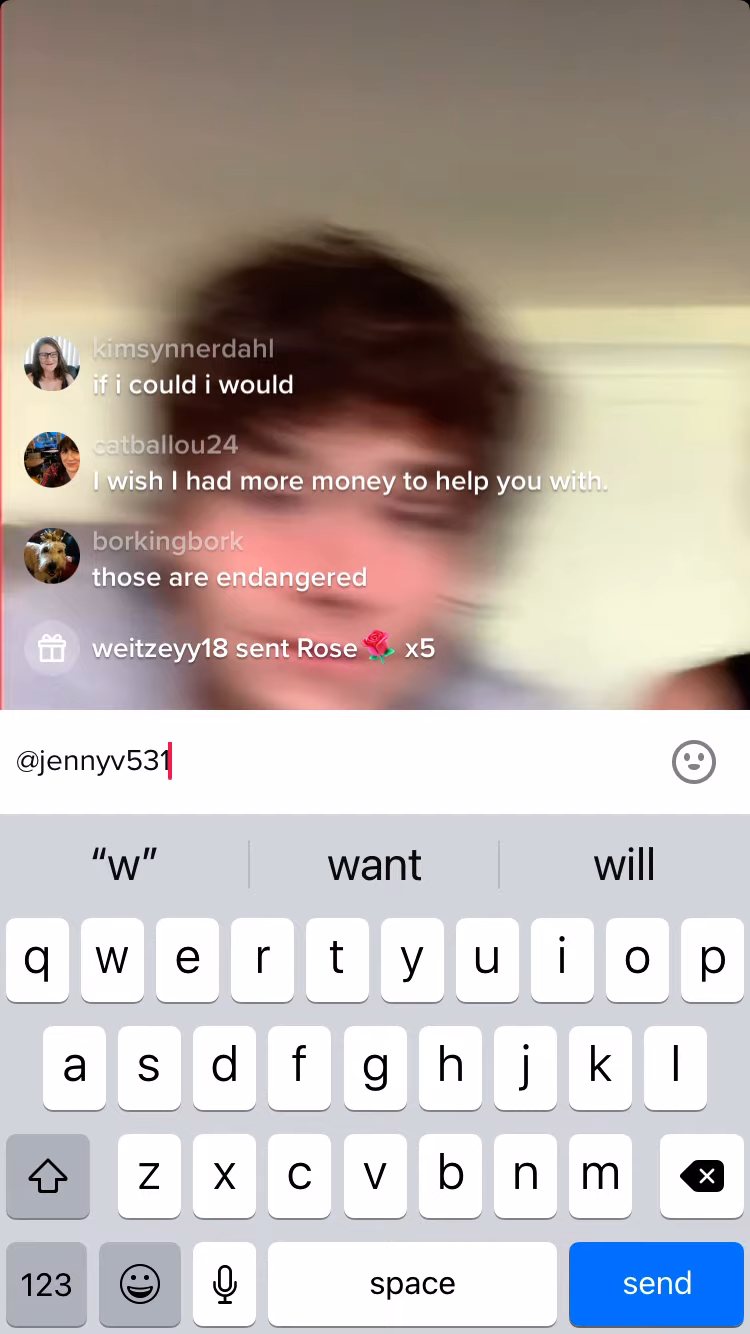 kimsynnerdahl
if i could i would
catballou24
I wish I had more money to help you with.
borkingbork
those are endangered
weitzeyy18 sent Rose🌹 x5
@jennyv531
“w” want will
q w e r t y u i o p
a s d f g h j k l
z x c v b n m
123 space send